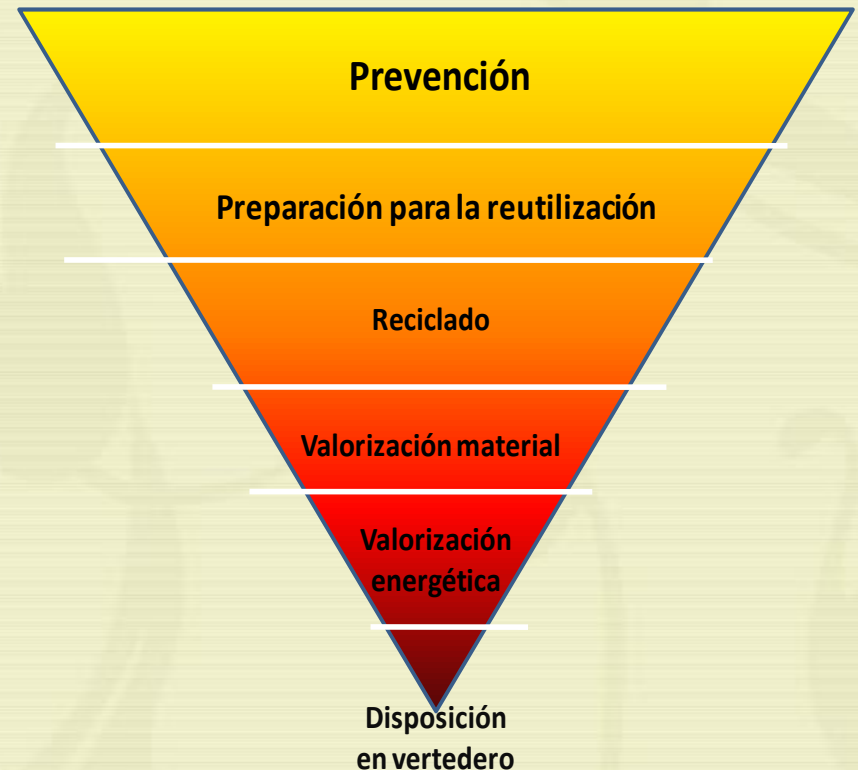 Prevención
Preparación para la reutilización
Reciclado
Valorización material
Valorización
energética
Disposición
en vertedero